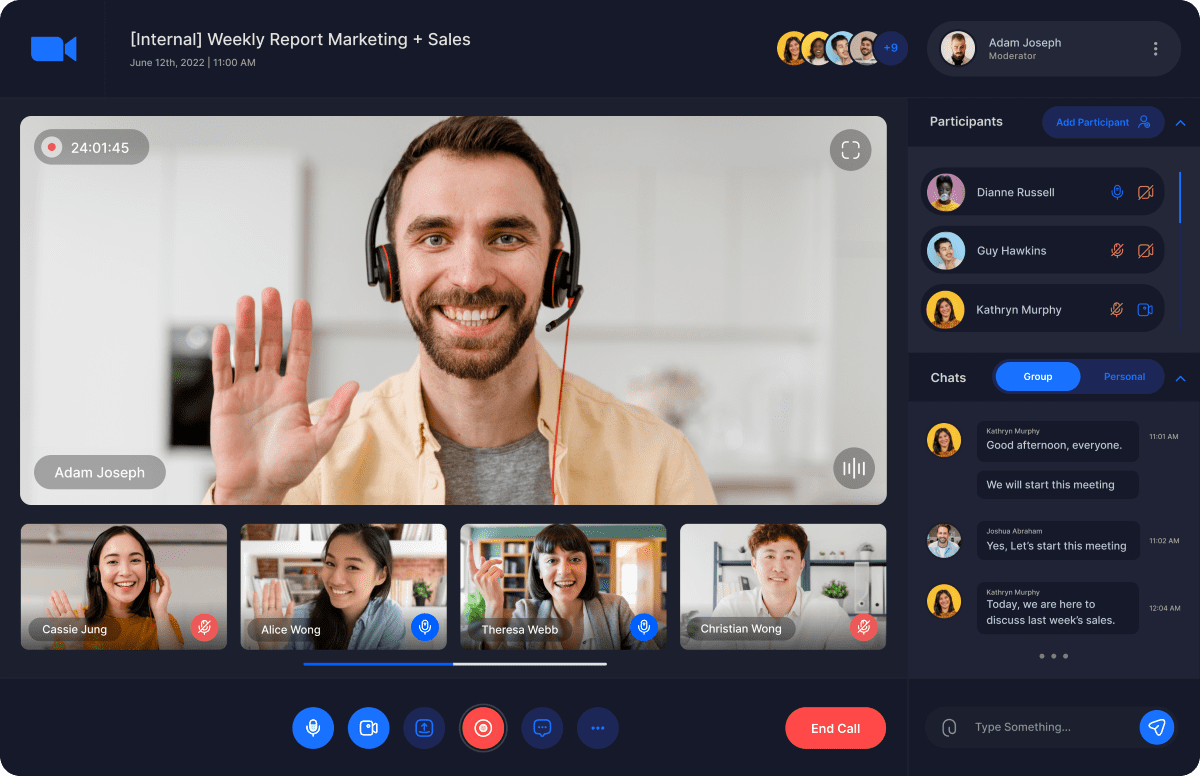 [Internal] Weekly Report Marketing + Sales
June 12th, 2022 | 11:00 AM
+9
Adam Joseph
Moderator
24:01:45
Adam Joseph
Cassie Jung
Alice Wong
Theresa Webb
Christian Wong
End Call
Participants
Add Participant
Dianne Russell
Guy Hawkins
Kathryn Murphy
Chats
Group
Personal
Kathryn Murphy
Good afternoon, everyone.
11:01 AM
We will start this meeting
Joshua Abraham
Yes, Let's start this meeting
11:02 AM
Kathryn Murphy
Today, we are here to
discuss last week's sales.
12:04 AM
Type Something...